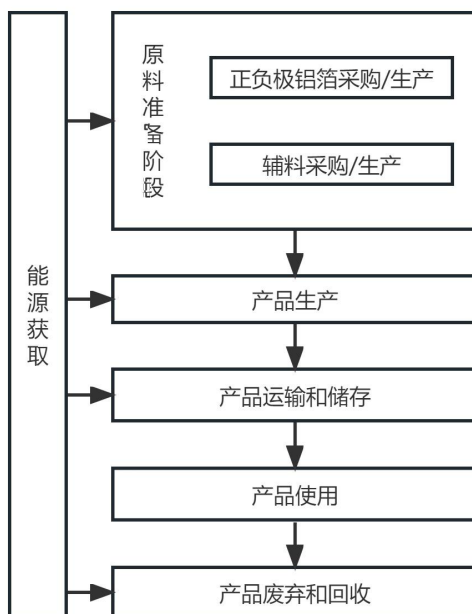 能源获取
原料准备阶段
正负极铝箔采购/生产
辅料采购/生产
产品生产
产品运输和储存
产品使用
产品废弃和回收